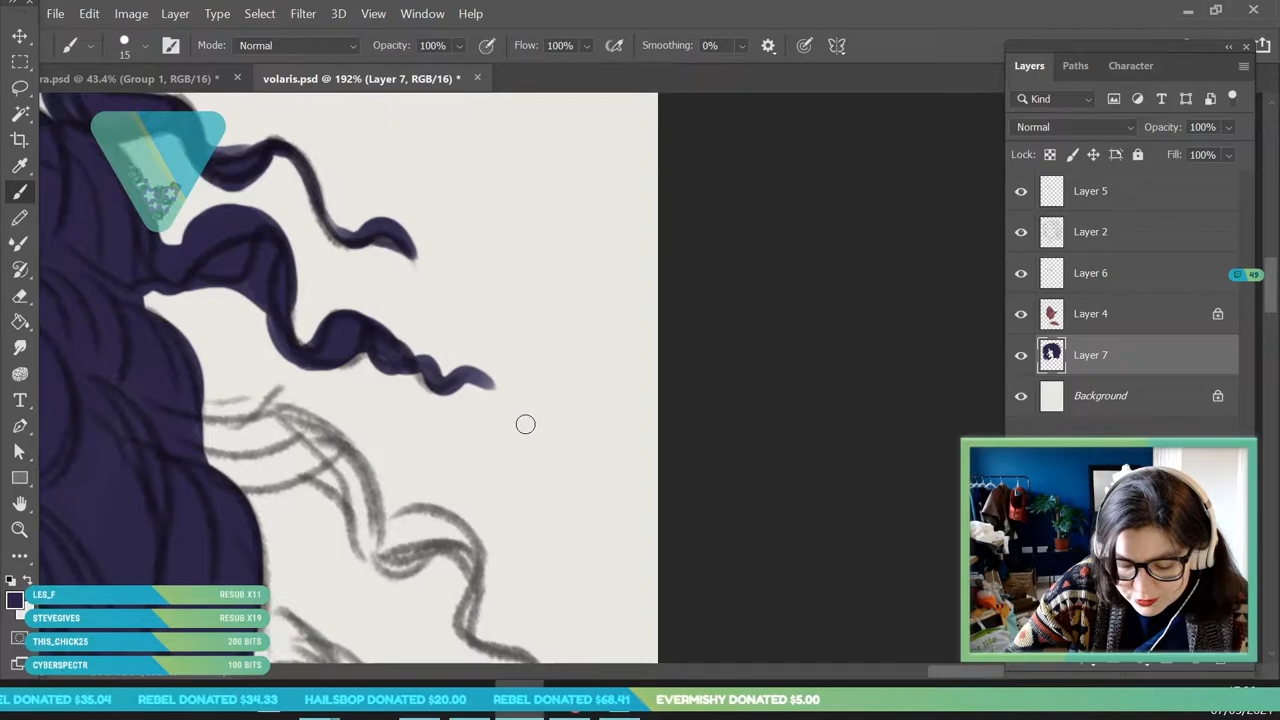 File Edit Image Layer Type Select Filter 3D View Window Help
15 Mode: Normal Opacity: 100% Flow: 100% Smoothing: 0%
ra.psd @ 43.4% (Group 1, RGB/16) * volaris.psd @ 192% (Layer 7, RGB/16) *
Layers Paths Character
Kind
Normal Opacity: 100%
Lock: Fill: 100%
Layer 5
Layer 2
Layer 6
49
Layer 4
Layer 7
Background
LES_F RESUB X11
STEVEGIVES RESUB X19
THIS_CHICK25 200 BITS
CYBERSPECTR 100 BITS
EL DONATED $35.04 REBEL DONATED $34.33 HAILSBOP DONATED $20.00 REBEL DONATED $68.41 EVERMISHY DONATED $5.00